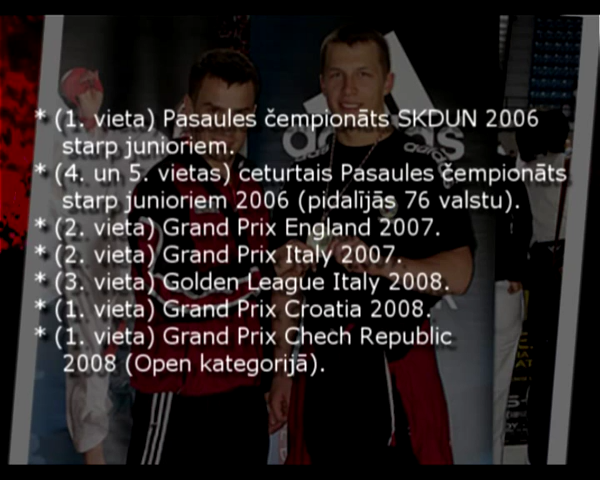 * (1. vieta) Pasaules čempionāts SKDUN 2006
starp junioriem.
* (4. un 5. vietas) ceturtais Pasaules čempionāts
starp junioriem 2006 (pidalījās 76 valstu).
* (2. vieta) Grand Prix England 2007.
* (2. vieta) Grand Prix Italy 2007.
* (3. vieta) Golden League Italy 2008.
* (1. vieta) Grand Prix Croatia 2008.
* (1. vieta) Grand Prix Chech Republic
2008 (Open kategorijā).